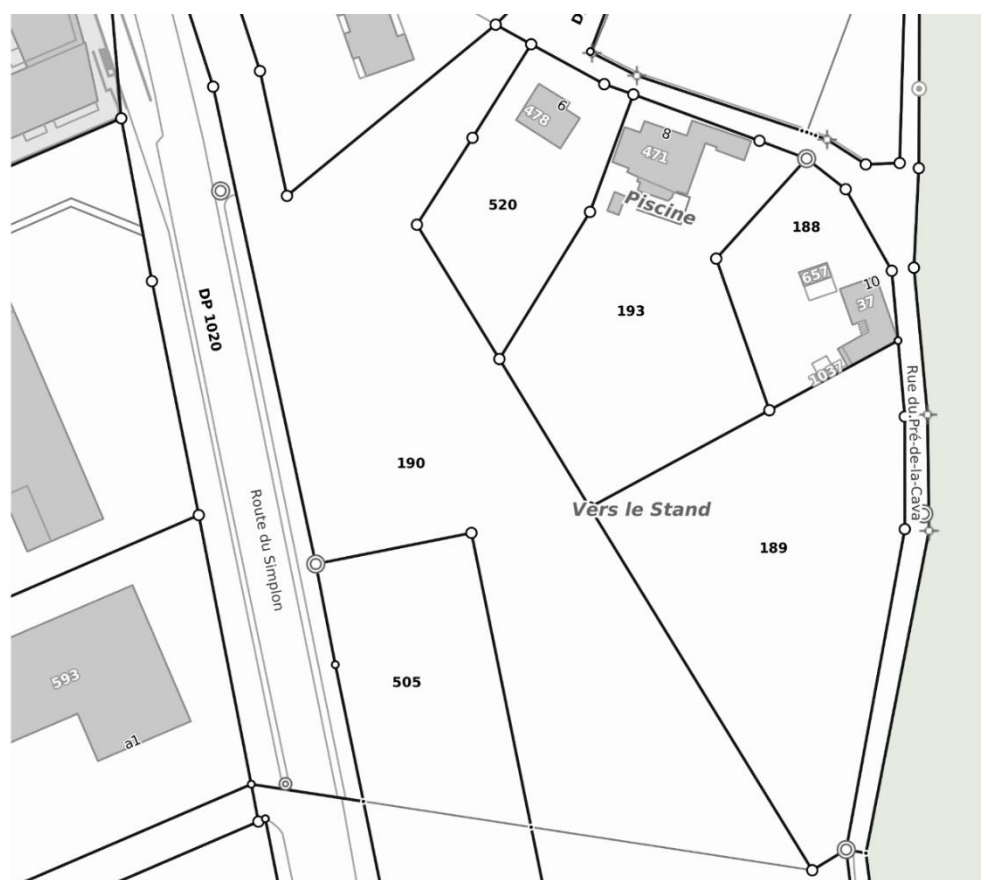 D
6
478
8
471
Piscine
520
188
657
10
37
193
DP 1020
1037
Rue du Pré-de-la-Cava
190
Vers le Stand
Route du Simplon
189
505
593
a1